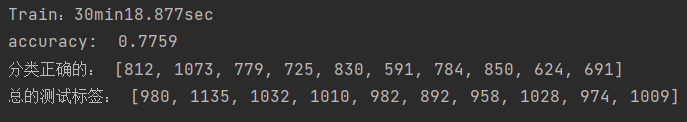 Train：30min18.877sec
accuracy:  0.7759
分类正确的： [812, 1073, 779, 725, 830, 591, 784, 850, 624, 691]
总的测试标签： [980, 1135, 1032, 1010, 982, 892, 958, 1028, 974, 1009]